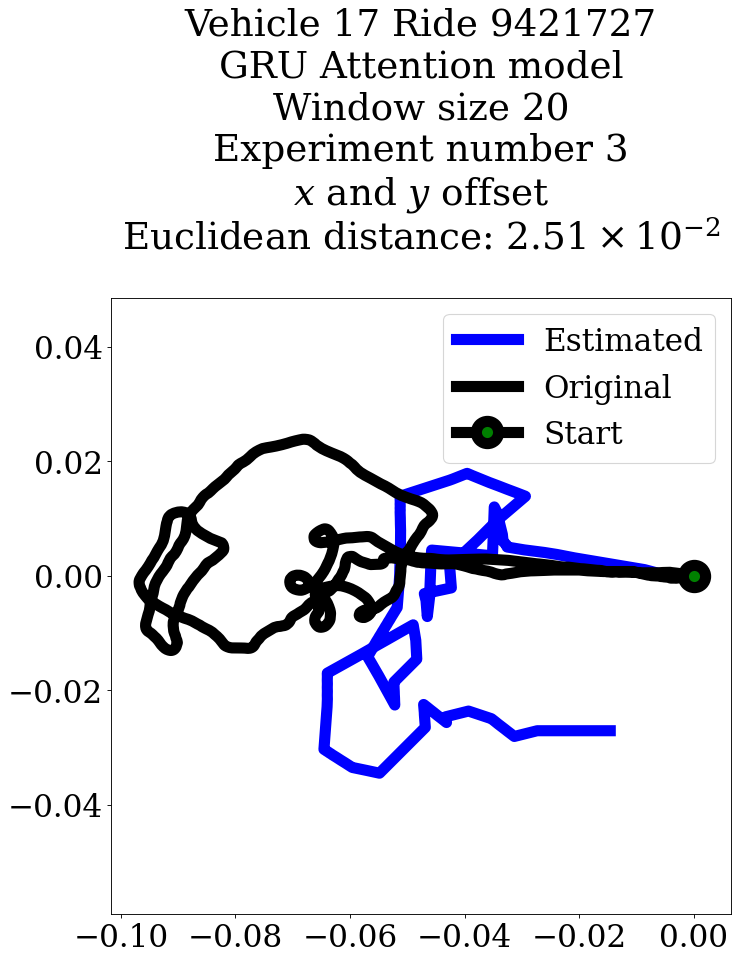 Vehicle 17 Ride 9421727
GRU Attention model
Window size 20
Experiment number 3
x and y offset
Euclidean distance: 2.51 × 10⁻²
Estimated
Original
Start
0.04
0.02
0.00
−0.02
−0.04
−0.10 −0.08 −0.06 −0.04 −0.02 0.00